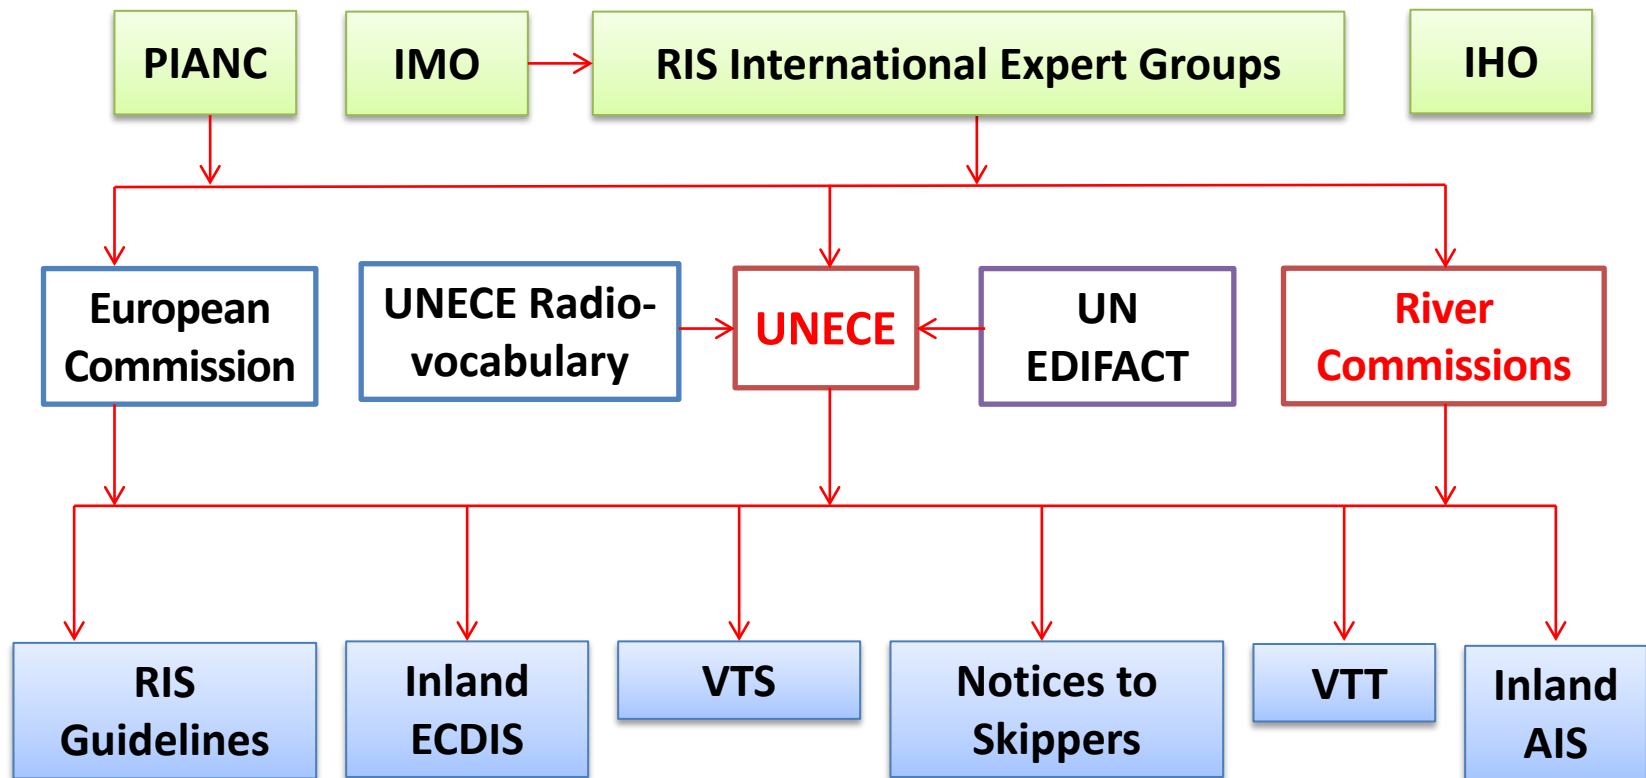 PIANC
IMO
RIS International Expert Groups
IHO
European
Commission
UNECE Radio-
vocabulary
UNECE
UN
EDIFACT
River
Commissions
RIS
Guidelines
Inland
ECDIS
VTS
Notices to
Skippers
VTT
Inland
AIS